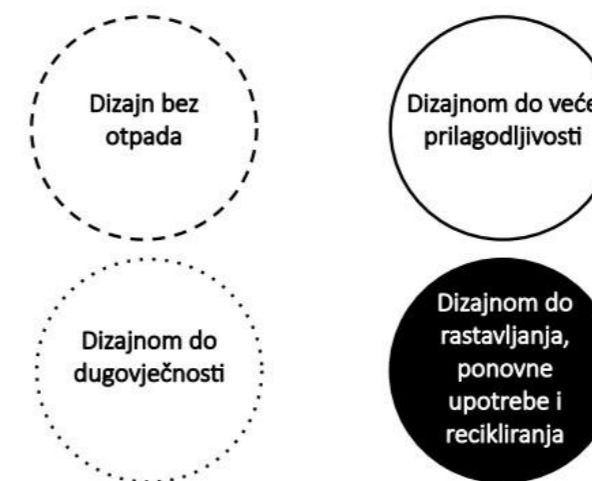 Dizajn bez
otpada
Dizajnom do veće
prilagodljivosti
Dizajnom do
dugovječnosti
Dizajnom do
rastavljanja,
ponovne
upotrebe i
recikliranja